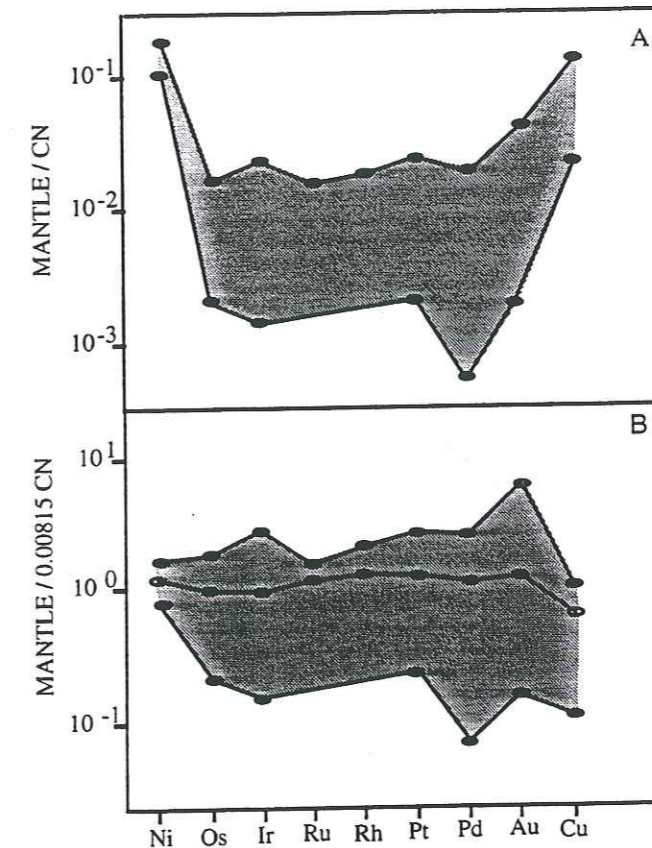 A
10⁻¹
10⁻²
10⁻³
MANTLE / CN
B
10¹
10⁰
10⁻¹
MANTLE / 0.00815 CN
Ni Os Ir Ru Rh Pt Pd Au Cu